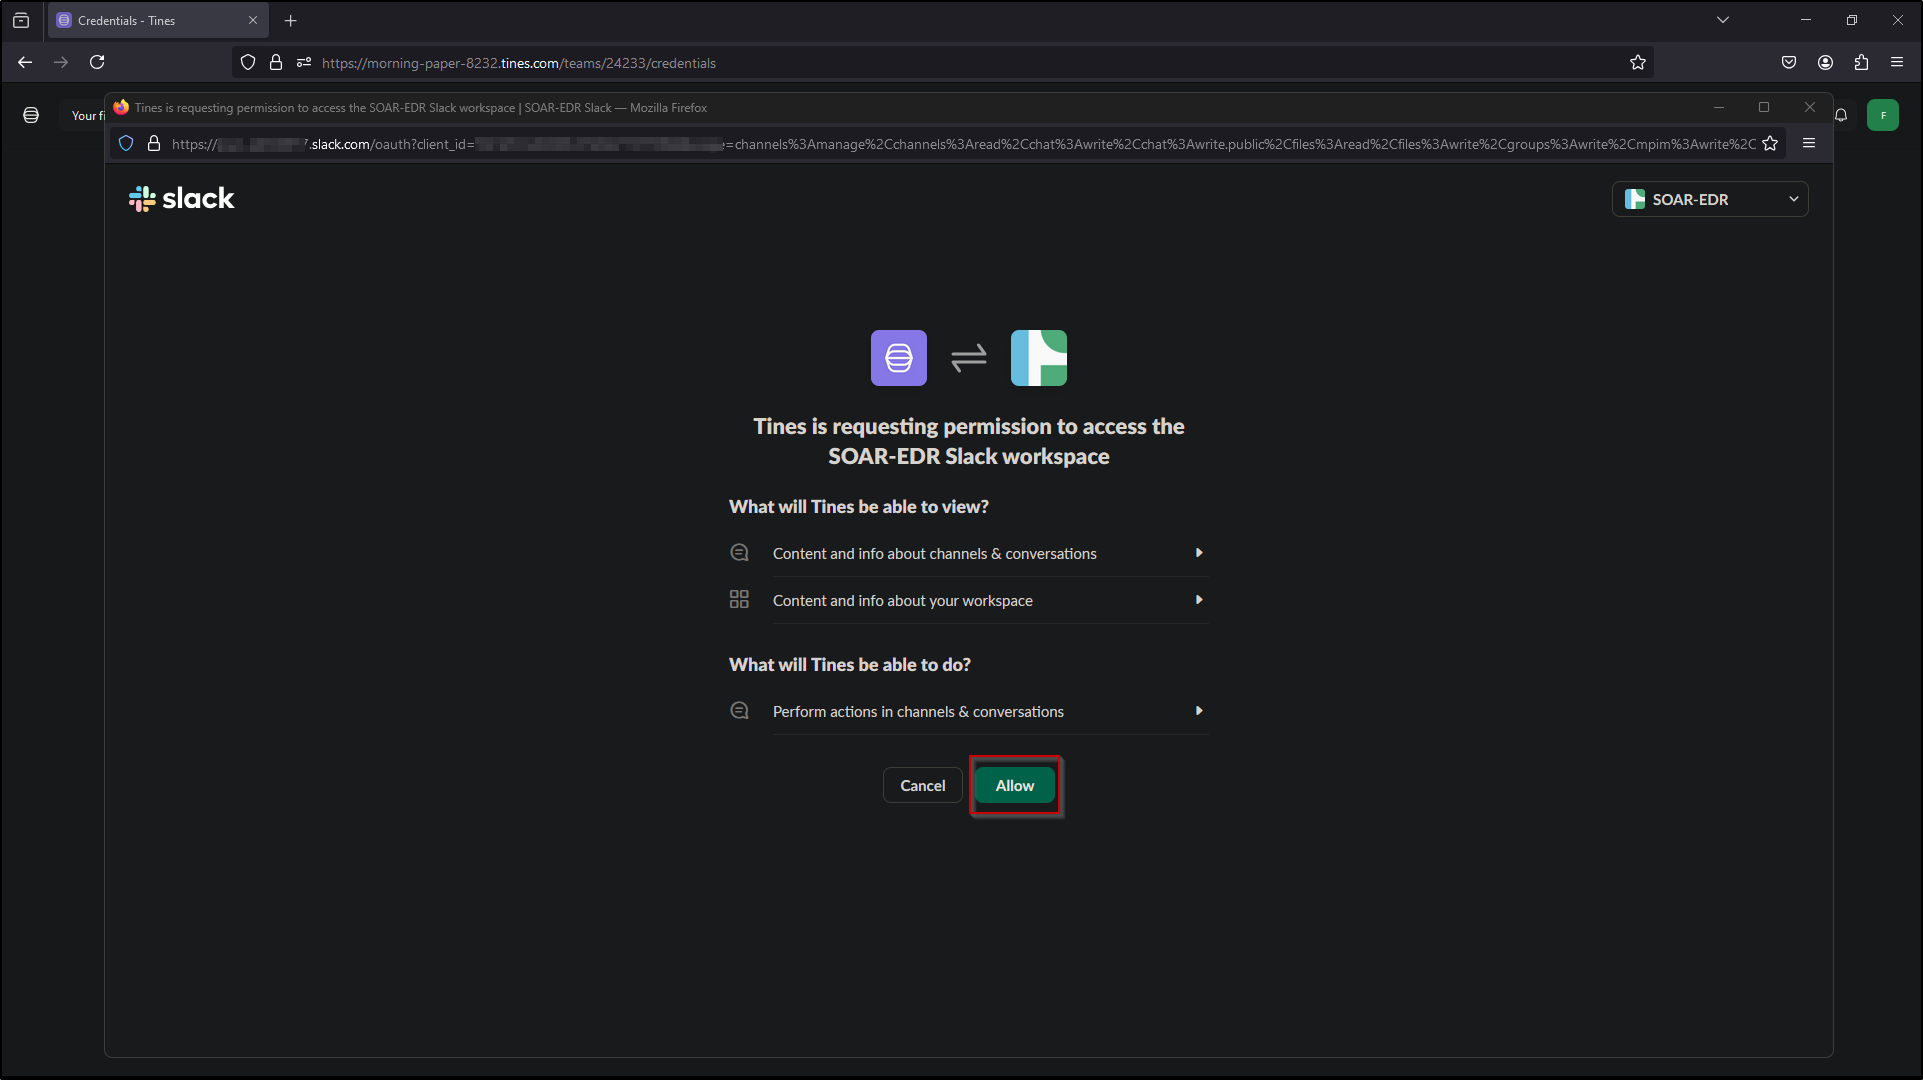 Credentials - Tines
https://morning-paper-8232.tines.com/teams/24233/credentials
Your fi
Tines is requesting permission to access the SOAR-EDR Slack workspace | SOAR-EDR Slack — Mozilla Firefox
F
https:// .slack.com/oauth?client_id= =channels%3Amanage%2Cchannels%3Aread%2Cchat%3Awrite%2Cchat%3Awrite.public%2Cfiles%3Aread%2Cfiles%3Awrite%2Cgroups%3Awrite%2Cmpim%3Awrite%2C
slack
SOAR-EDR
Tines is requesting permission to access the
SOAR-EDR Slack workspace
What will Tines be able to view?
Content and info about channels & conversations
Content and info about your workspace
What will Tines be able to do?
Perform actions in channels & conversations
Cancel
Allow